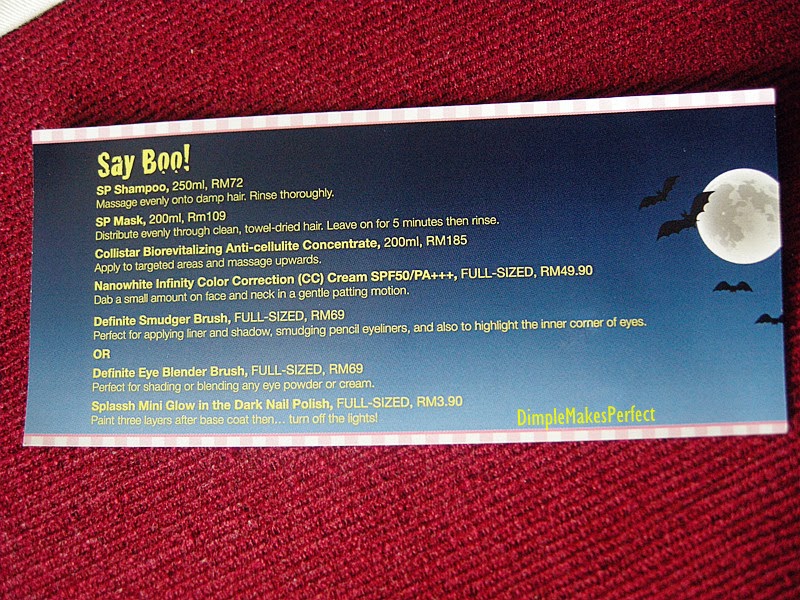 Say Boo!
SP Shampoo, 250ml, RM72
Massage evenly onto damp hair. Rinse thoroughly.
SP Mask, 200ml, Rm109
Distribute evenly through clean, towel-dried hair. Leave on for 5 minutes then rinse.
Collistar Biorevitalizing Anti-cellulite Concentrate, 200ml, RM185
Apply to targeted areas and massage upwards.
Nanowhite Infinity Color Correction (CC) Cream SPF50/PA+++, FULL-SIZED, RM49.90
Dab a small amount on face and neck in a gentle patting motion.
Definite Smudger Brush, FULL-SIZED, RM69
Perfect for applying liner and shadow, smudging pencil eyeliners, and also to highlight the inner corner of eyes.
OR
Definite Eye Blender Brush, FULL-SIZED, RM69
Perfect for shading or blending any eye powder or cream.
Splassh Mini Glow in the Dark Nail Polish, FULL-SIZED, RM3.90
Paint three layers after base coat then... turn off the lights!
DimpleMakesPerfect